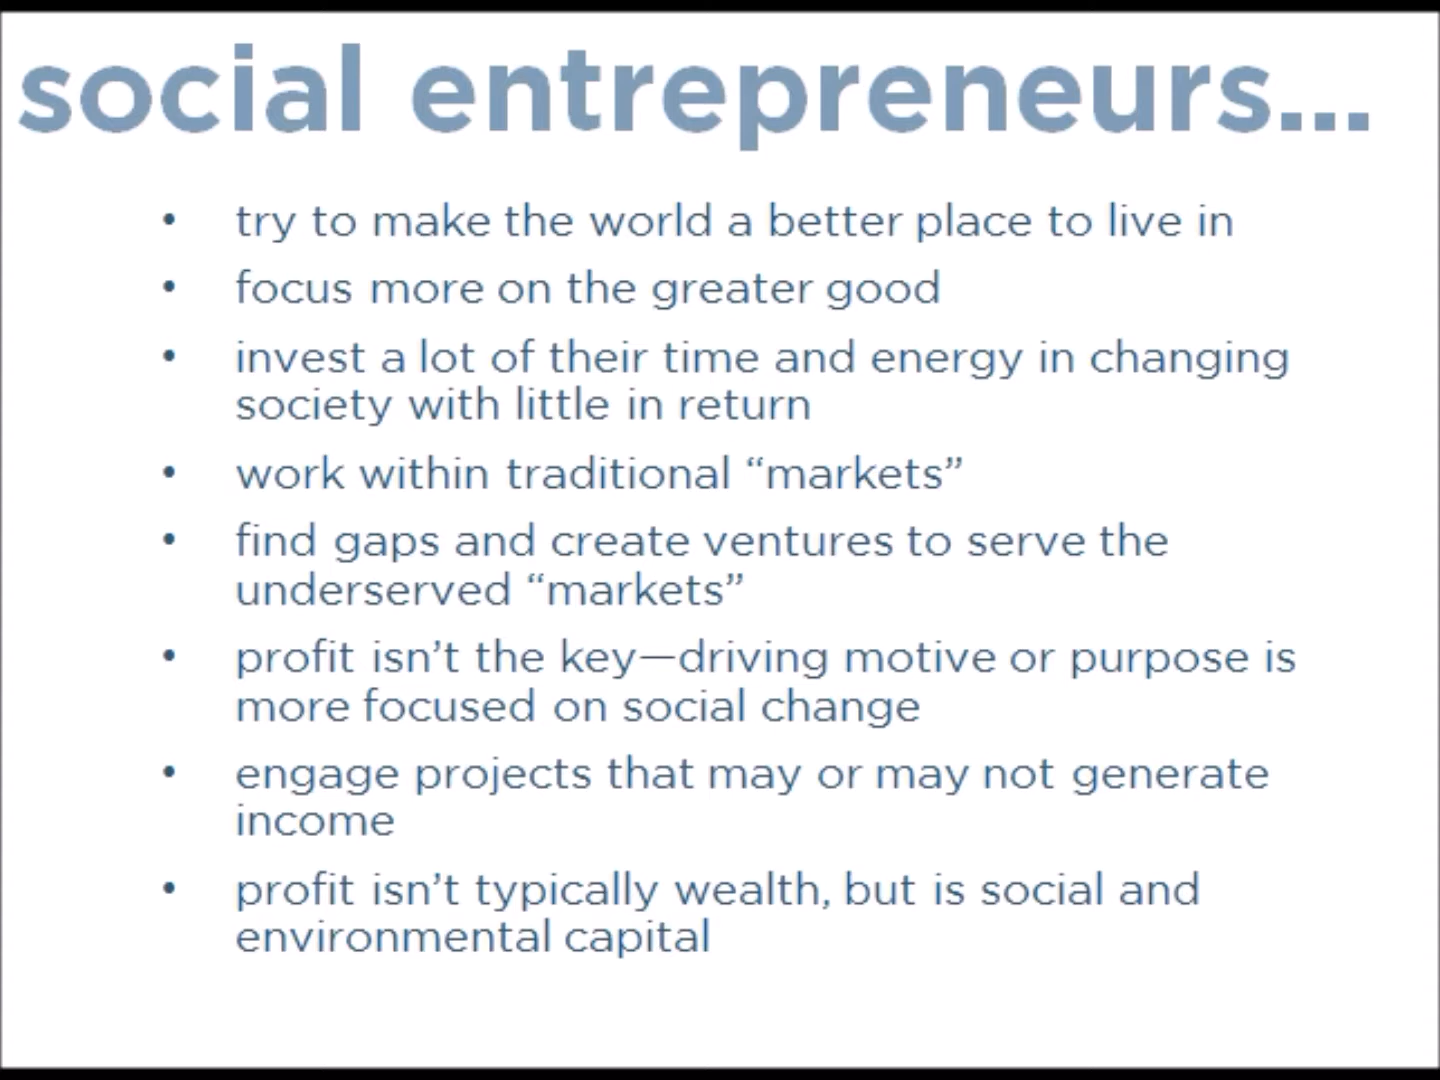 social entrepreneurs...
• try to make the world a better place to live in
• focus more on the greater good
• invest a lot of their time and energy in changing
society with little in return
• work within traditional “markets”
• find gaps and create ventures to serve the
underserved “markets”
• profit isn’t the key—driving motive or purpose is
more focused on social change
• engage projects that may or may not generate
income
• profit isn’t typically wealth, but is social and
environmental capital